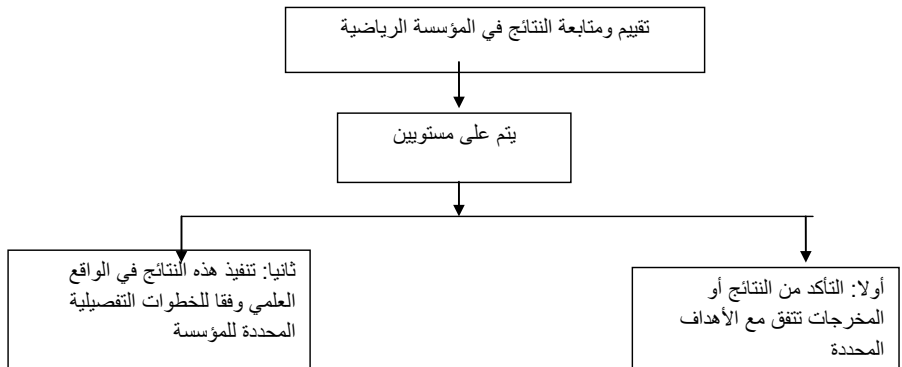 تقييم ومتابعة النتائج في المؤسسة الرياضية
يتم على مستويين
أولا: التأكد من النتائج أو
المخرجات تتفق مع الأهداف
المحددة
ثانيا: تنفيذ هذه النتائج في الواقع
العلمي وفقا للخطوات التفصيلية
المحددة للمؤسسة